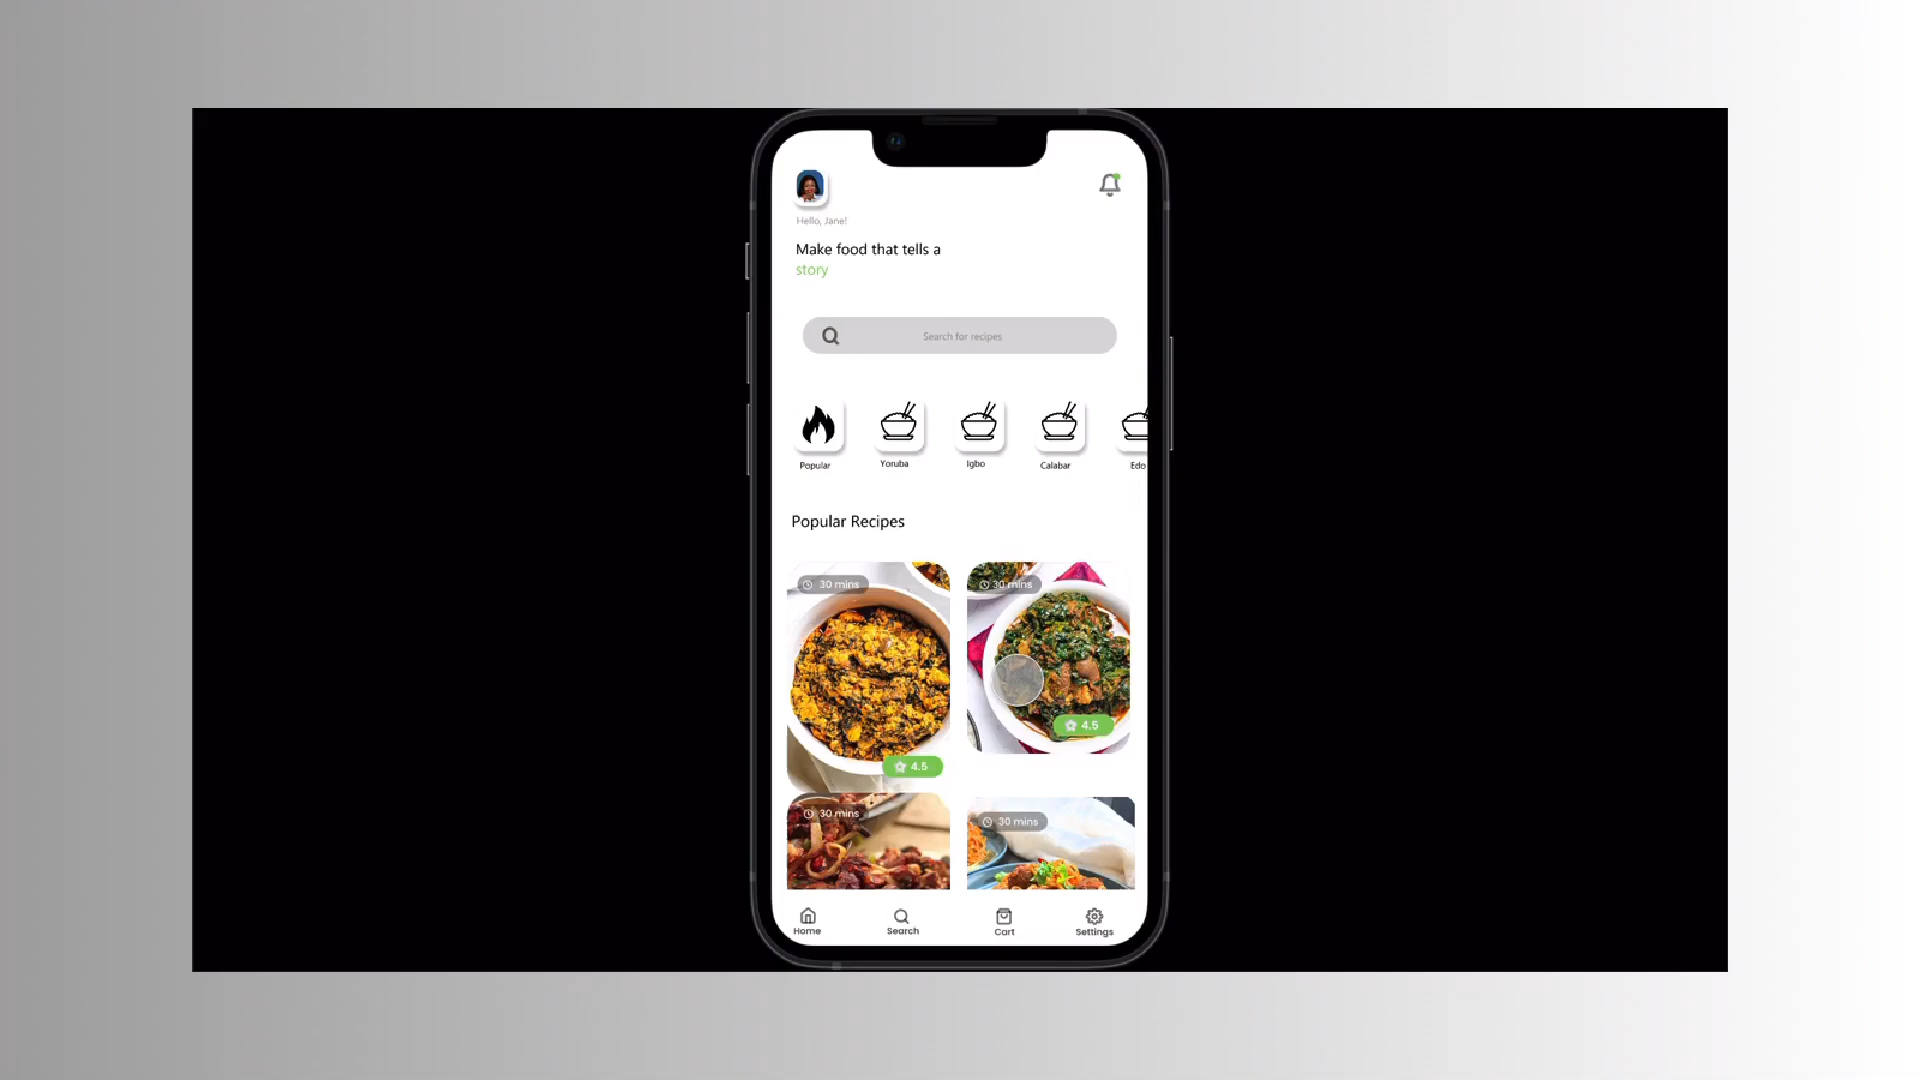 Hello, Jane!
Make food that tells a
story
Search for recipes
Popular
Yoruba
Igbo
Calabar
Edo
Popular Recipes
30 mins
30 mins
4.5
4.5
30 mins
30 mins
Home
Search
Cart
Settings